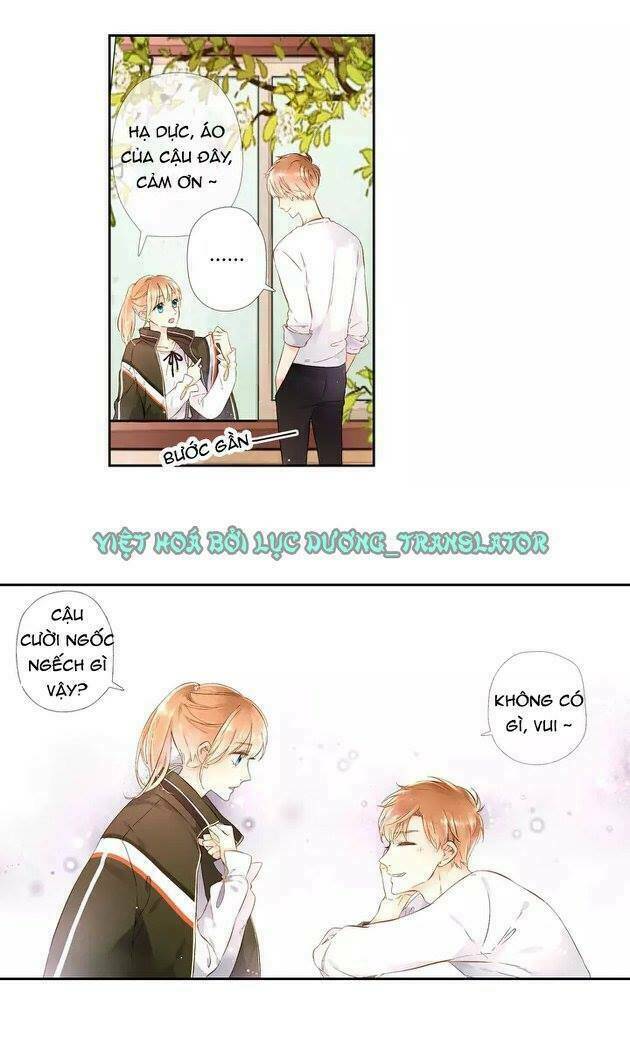 HẠ DỰC, ÁO
CỦA CẬU ĐÂY,
CẢM ƠN ~
......
BƯỚC GẦN
VIỆT HOÁ BỞI LỤC DƯƠNG_TRANSLATOR
CẬU
CƯỜI NGỐC
NGẾCH GÌ
VẬY?
KHÔNG CÓ
GÌ, VUI ~